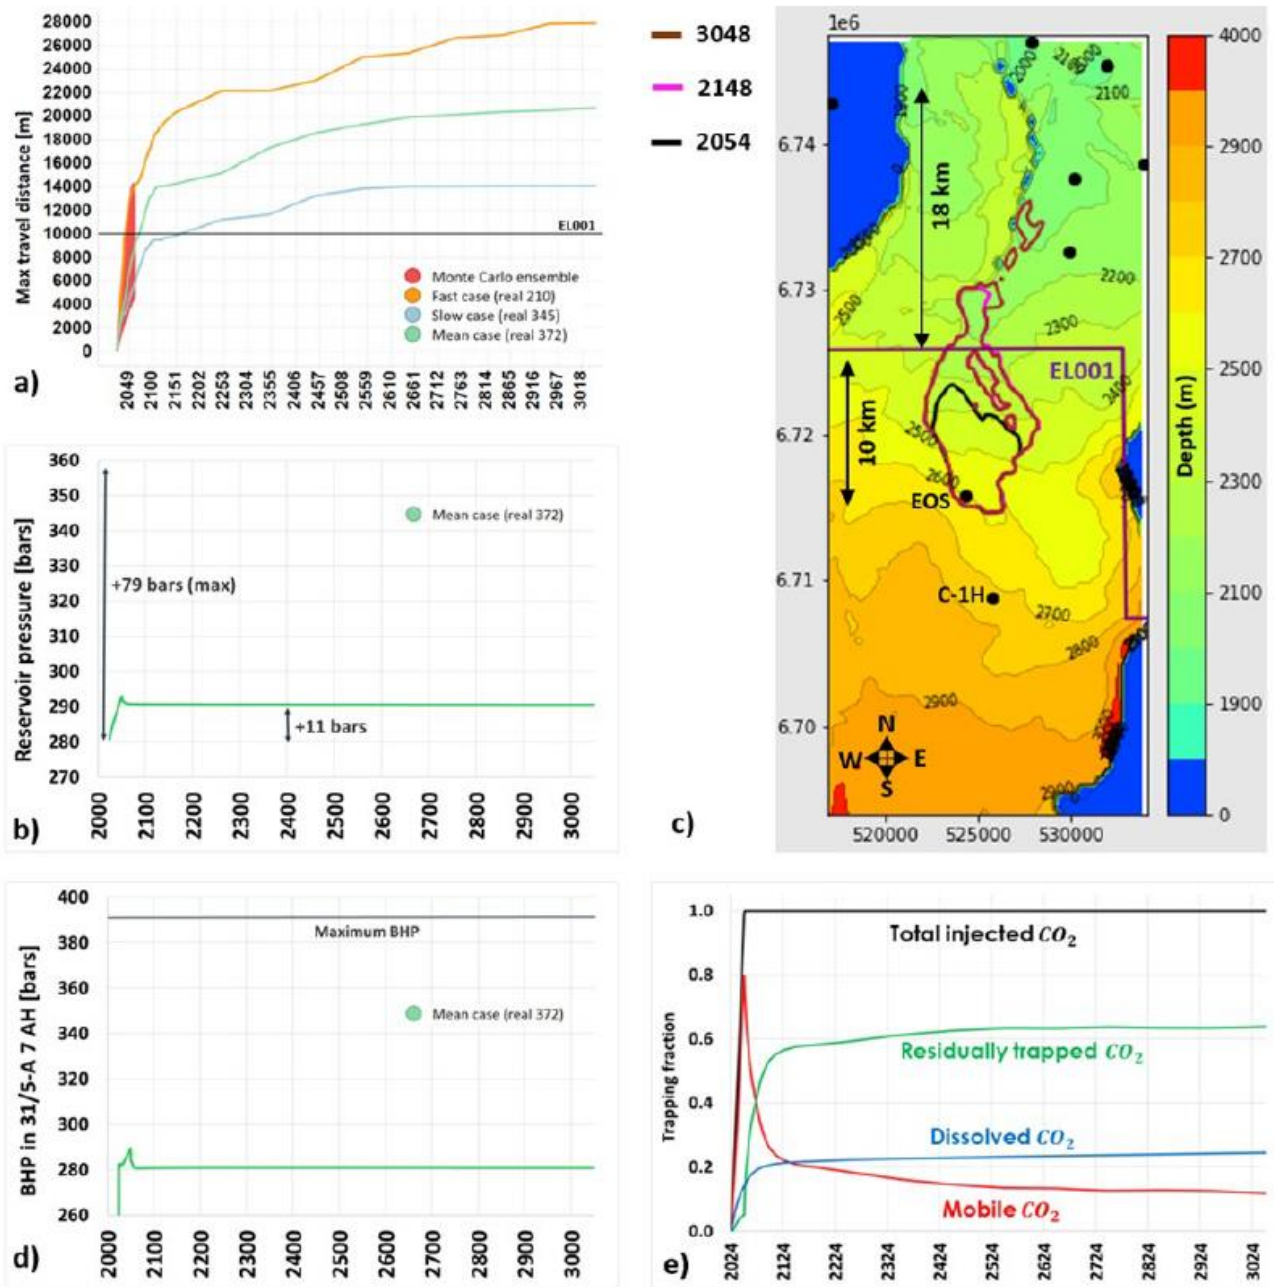 28000
26000
24000
22000
20000
18000
16000
14000
12000
10000
8000
6000
4000
2000
0
Max travel distance [m]
EL001
Monte Carlo ensemble
Fast case (real 210)
Slow case (real 345)
Mean case (real 372)
2049 2100 2151 2202 2253 2304 2355 2406 2457 2508 2559 2610 2661 2712 2763 2814 2865 2916 2967 3018
a)
360
350
340
330
320
310
300
290
280
270
Reservoir pressure [bars]
Mean case (real 372)
+79 bars (max)
+11 bars
2000 2100 2200 2300 2400 2500 2600 2700 2800 2900 3000
b)
3048
2148
2054
1e6
6.74
6.73
6.72
6.71
6.70
18 km
10 km
2000
2100
2200
2300
2500
2400
EL001
2500
2600
EOS
C-1H
2700
2800
2900
2900
N
W E
S
520000 525000 530000
4000
2900
2700
2500
2300
2100
1900
0
Depth (m)
c)
400
380
360
340
320
300
280
260
BHP in 31/5-A 7 AH [bars]
Maximum BHP
Mean case (real 372)
2000 2100 2200 2300 2400 2500 2600 2700 2800 2900 3000
d)
1.0
0.8
0.6
0.4
0.2
0.0
Trapping fraction
Total injected CO₂
Residually trapped CO₂
Dissolved CO₂
Mobile CO₂
2024 2124 2224 2324 2424 2524 2624 2724 2824 2924 3024
e)